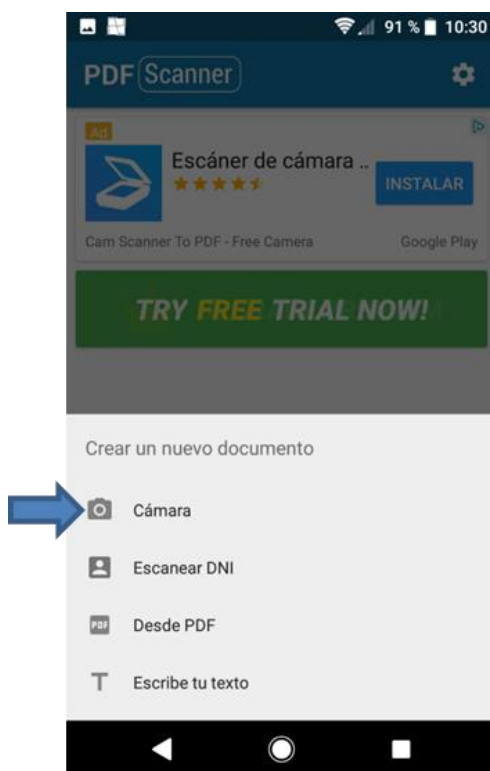 91 % 10:30
PDF Scanner
Ad
Escáner de cámara ..
INSTALAR
Cam Scanner To PDF - Free Camera Google Play
TRY FREE TRIAL NOW!
Crear un nuevo documento
Cámara
Escanear DNI
PDF Desde PDF
T Escribe tu texto